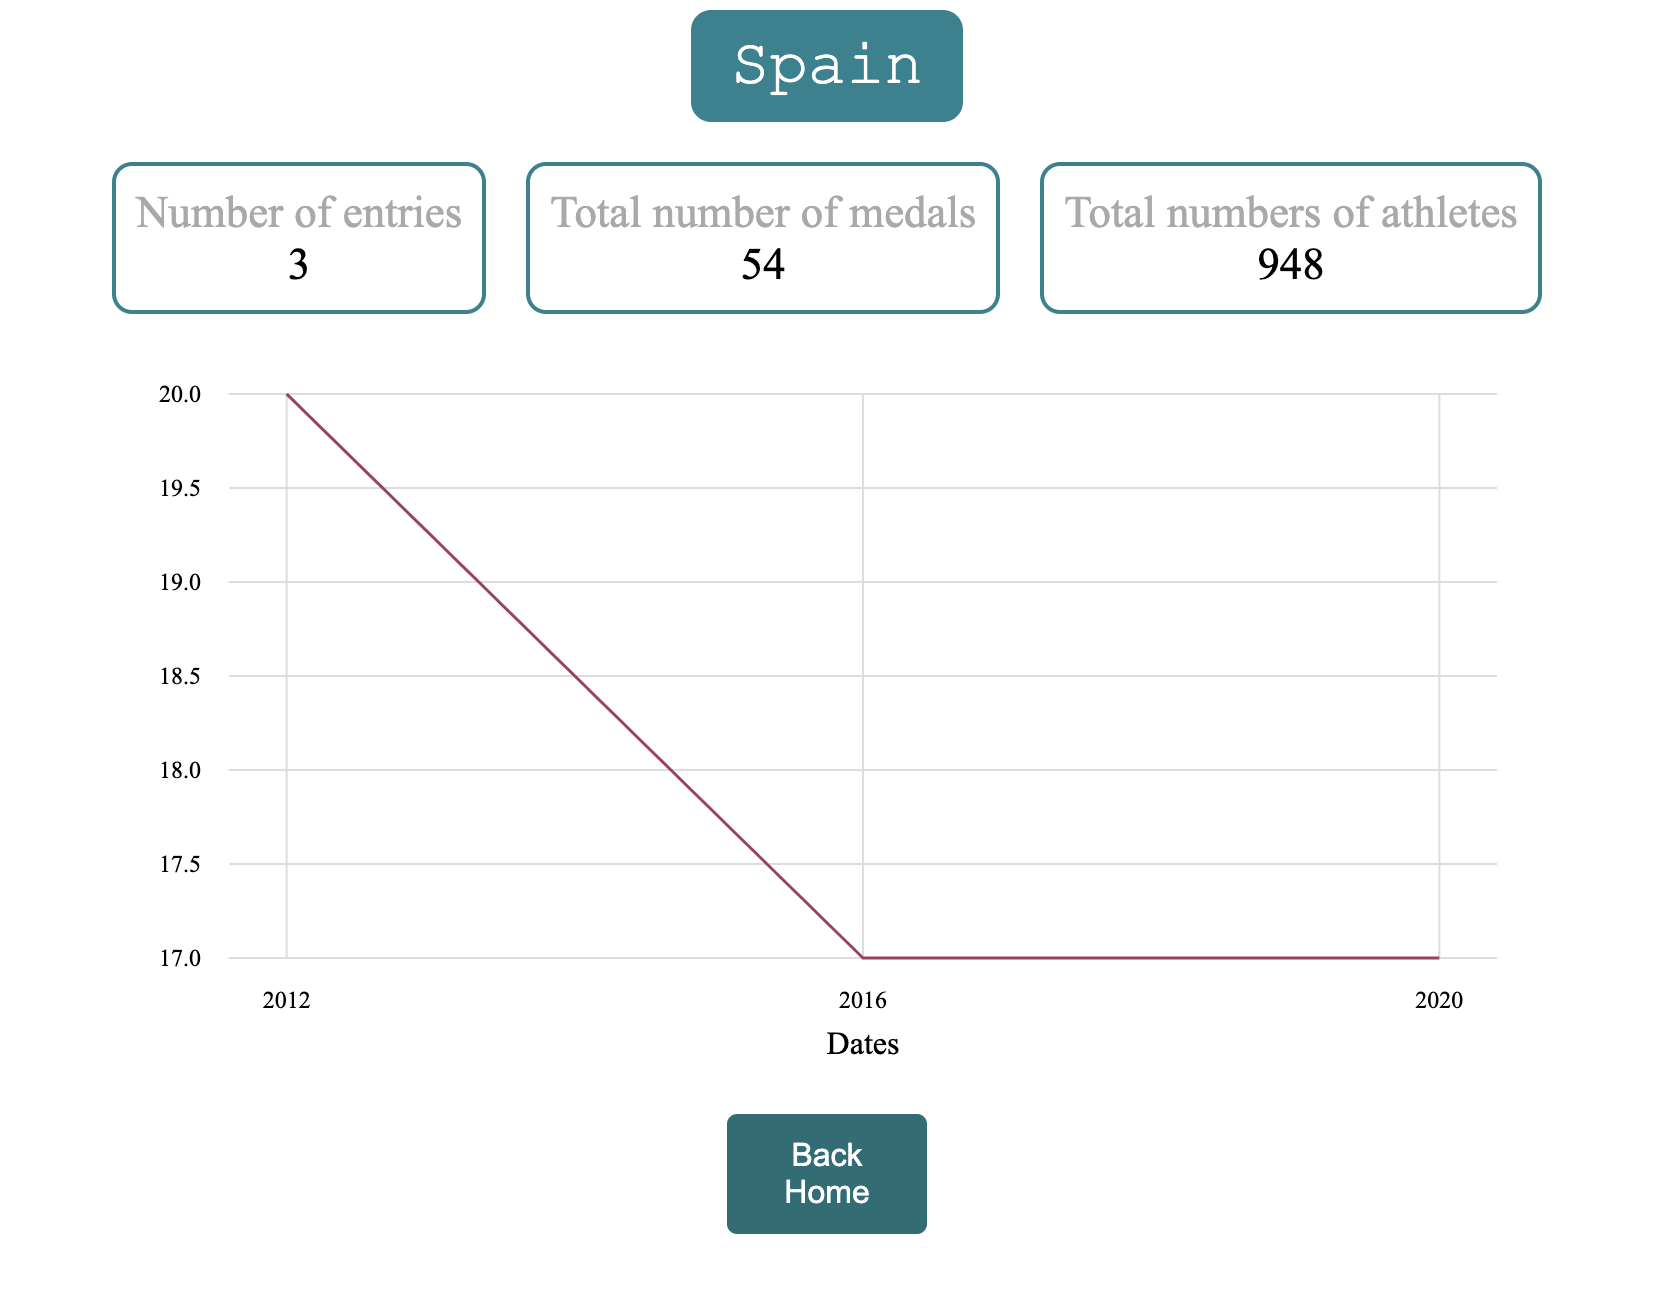 Spain
Number of entries
3
Total number of medals
54
Total numbers of athletes
948
20.0
19.5
19.0
18.5
18.0
17.5
17.0
2012
2016
2020
Dates
Back
Home